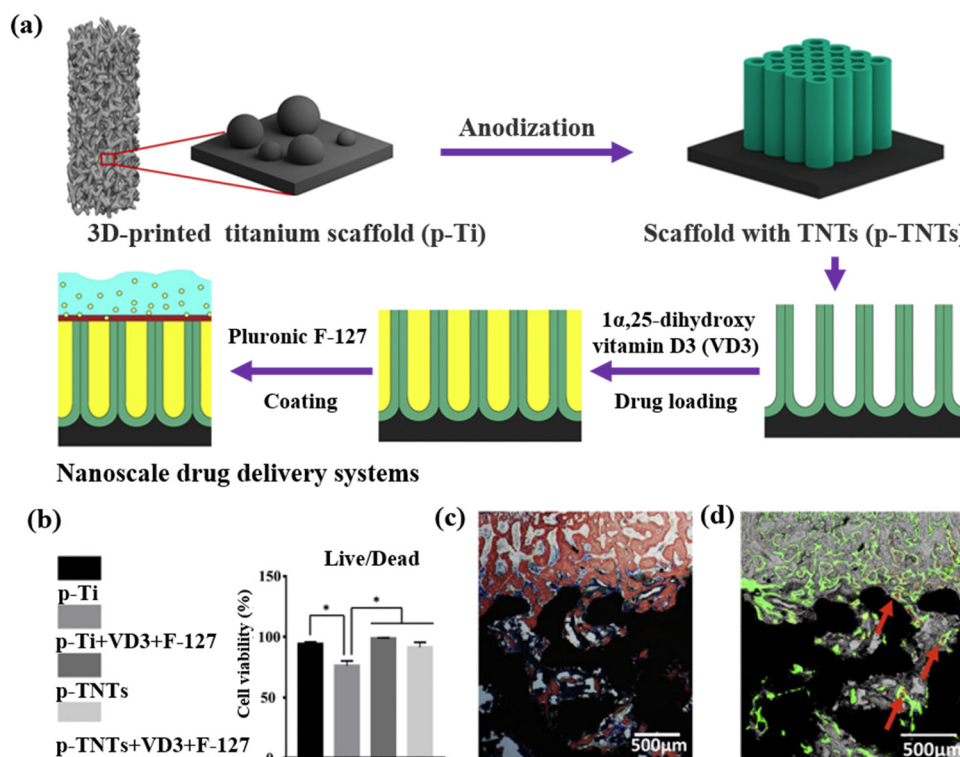 (a)
Anodization
3D-printed titanium scaffold (p-Ti)
Scaffold with TNTs (p-TNTs)
Pluronic F-127
Coating
1α,25-dihydroxy
vitamin D3 (VD3)
Drug loading
Nanoscale drug delivery systems
(b)
p-Ti
p-Ti+VD3+F-127
p-TNTs
p-TNTs+VD3+F-127
Live/Dead
Cell viability (%)
150
100
50
0
*
*
(c)
500μm
(d)
500μm